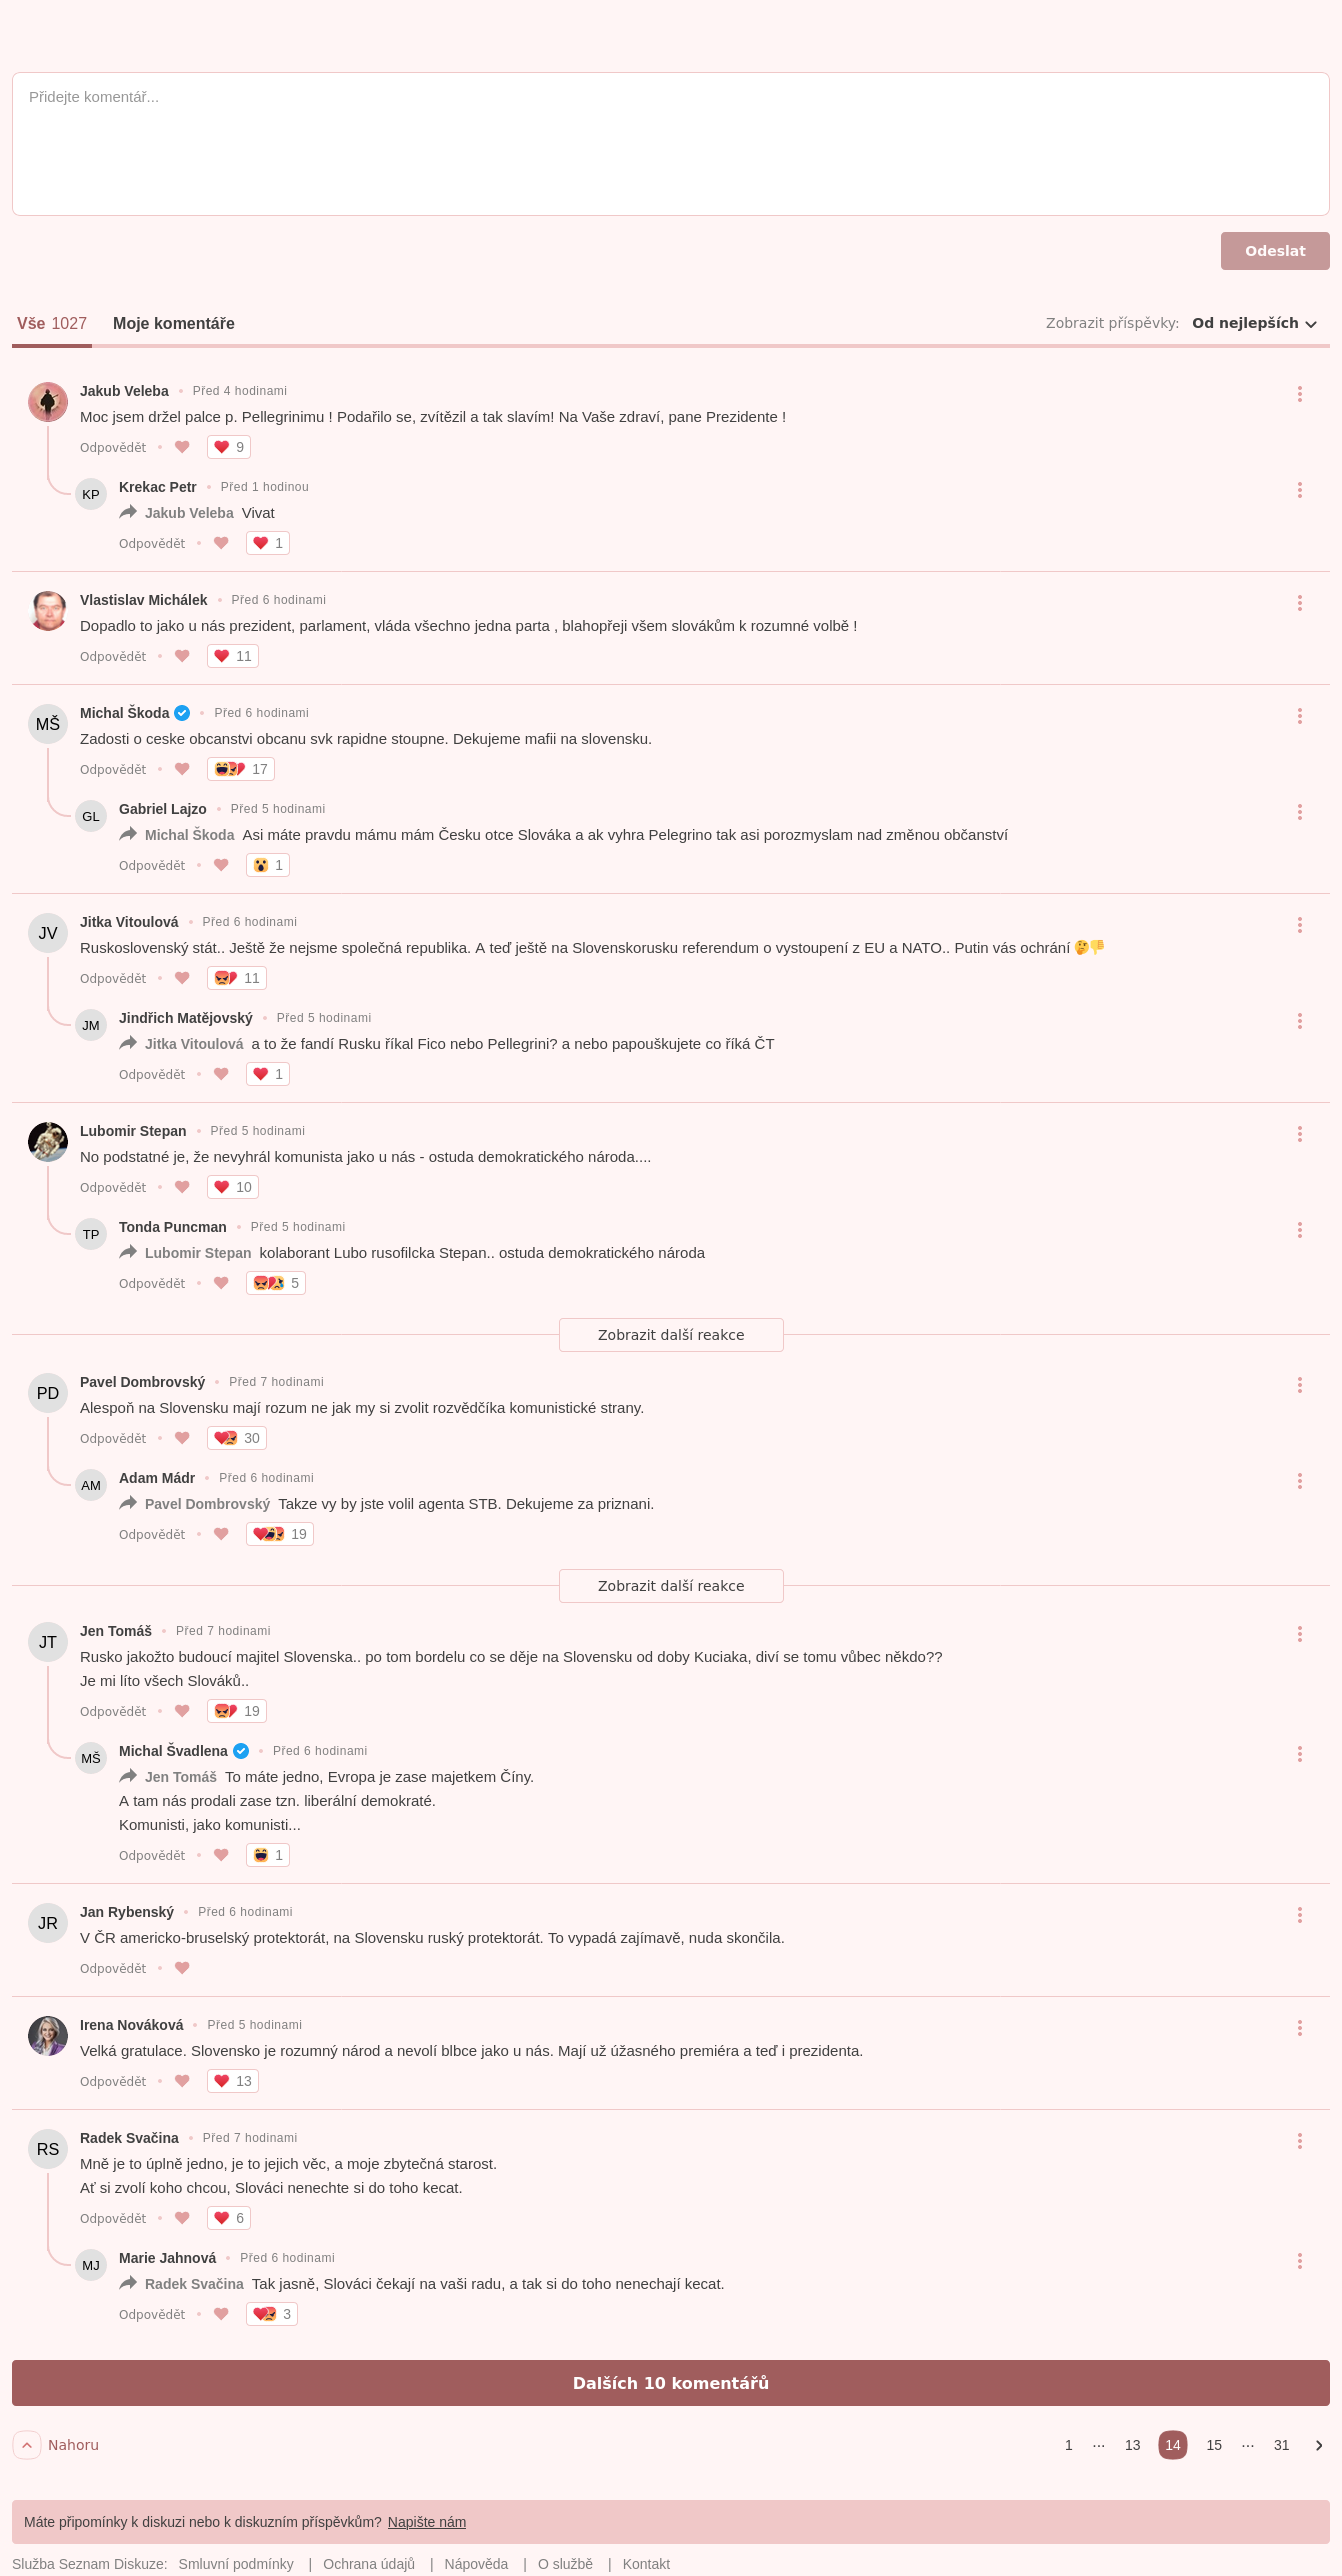 Přidejte komentář...
Odeslat
Vše 1027 Moje komentáře Zobrazit příspěvky: Od nejlepších
Jakub Veleba • Před 4 hodinami
Moc jsem držel palce p. Pellegrinimu ! Podařilo se, zvítězil a tak slavím! Na Vaše zdraví, pane Prezidente !
Odpovědět • 9
KP Krekac Petr • Před 1 hodinou
Jakub Veleba Vivat
Odpovědět • 1
Vlastislav Michálek • Před 6 hodinami
Dopadlo to jako u nás prezident, parlament, vláda všechno jedna parta , blahopřeji všem slovákům k rozumné volbě !
Odpovědět • 11
MŠ Michal Škoda • Před 6 hodinami
Zadosti o ceske obcanstvi obcanu svk rapidne stoupne. Dekujeme mafii na slovensku.
Odpovědět • 17
GL Gabriel Lajzo • Před 5 hodinami
Michal Škoda Asi máte pravdu mámu mám Česku otce Slováka a ak vyhra Pelegrino tak asi porozmyslam nad změnou občanství
Odpovědět • 1
JV Jitka Vitoulová • Před 6 hodinami
Ruskoslovenský stát.. Ještě že nejsme společná republika. A teď ještě na Slovenskorusku referendum o vystoupení z EU a NATO.. Putin vás ochrání 🤔👎
Odpovědět • 11
JM Jindřich Matějovský • Před 5 hodinami
Jitka Vitoulová a to že fandí Rusku říkal Fico nebo Pellegrini? a nebo papouškujete co říká ČT
Odpovědět • 1
Lubomir Stepan • Před 5 hodinami
No podstatné je, že nevyhrál komunista jako u nás - ostuda demokratického národa....
Odpovědět • 10
TP Tonda Puncman • Před 5 hodinami
Lubomir Stepan kolaborant Lubo rusofilcka Stepan.. ostuda demokratického národa
Odpovědět • 5
Zobrazit další reakce
PD Pavel Dombrovský • Před 7 hodinami
Alespoň na Slovensku mají rozum ne jak my si zvolit rozvědčíka komunistické strany.
Odpovědět • 30
AM Adam Mádr • Před 6 hodinami
Pavel Dombrovský Takze vy by jste volil agenta STB. Dekujeme za priznani.
Odpovědět • 19
Zobrazit další reakce
JT Jen Tomáš • Před 7 hodinami
Rusko jakožto budoucí majitel Slovenska.. po tom bordelu co se děje na Slovensku od doby Kuciaka, diví se tomu vůbec někdo??
Je mi líto všech Slováků..
Odpovědět • 19
MŠ Michal Švadlena • Před 6 hodinami
Jen Tomáš To máte jedno, Evropa je zase majetkem Číny.
A tam nás prodali zase tzn. liberální demokraté.
Komunisti, jako komunisti...
Odpovědět • 1
JR Jan Rybenský • Před 6 hodinami
V ČR americko-bruselský protektorát, na Slovensku ruský protektorát. To vypadá zajímavě, nuda skončila.
Odpovědět •
Irena Nováková • Před 5 hodinami
Velká gratulace. Slovensko je rozumný národ a nevolí blbce jako u nás. Mají už úžasného premiéra a teď i prezidenta.
Odpovědět • 13
RS Radek Svačina • Před 7 hodinami
Mně je to úplně jedno, je to jejich věc, a moje zbytečná starost.
Ať si zvolí koho chcou, Slováci nenechte si do toho kecat.
Odpovědět • 6
MJ Marie Jahnová • Před 6 hodinami
Radek Svačina Tak jasně, Slováci čekají na vaši radu, a tak si do toho nenechají kecat.
Odpovědět • 3
Dalších 10 komentářů
Nahoru 1 ... 13 14 15 ... 31
Máte připomínky k diskuzi nebo k diskuzním příspěvkům? Napište nám
Služba Seznam Diskuze: Smluvní podmínky | Ochrana údajů | Nápověda | O službě | Kontakt